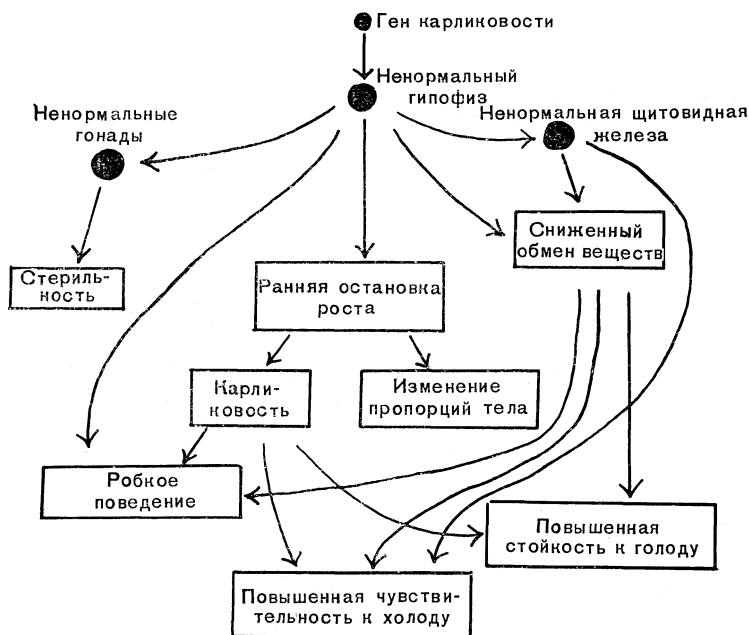 Ген карликовости
Ненормальный
гипофиз
Ненормальные
гонады
Ненормальная щитовидная
железа
Сниженный
обмен веществ
Стериль-
ность
Ранняя остановка
роста
Карли-
ковость
Изменение
пропорций тела
Робкое
поведение
Повышенная
стойкость к голоду
Повышенная чувстви-
тельность к холоду